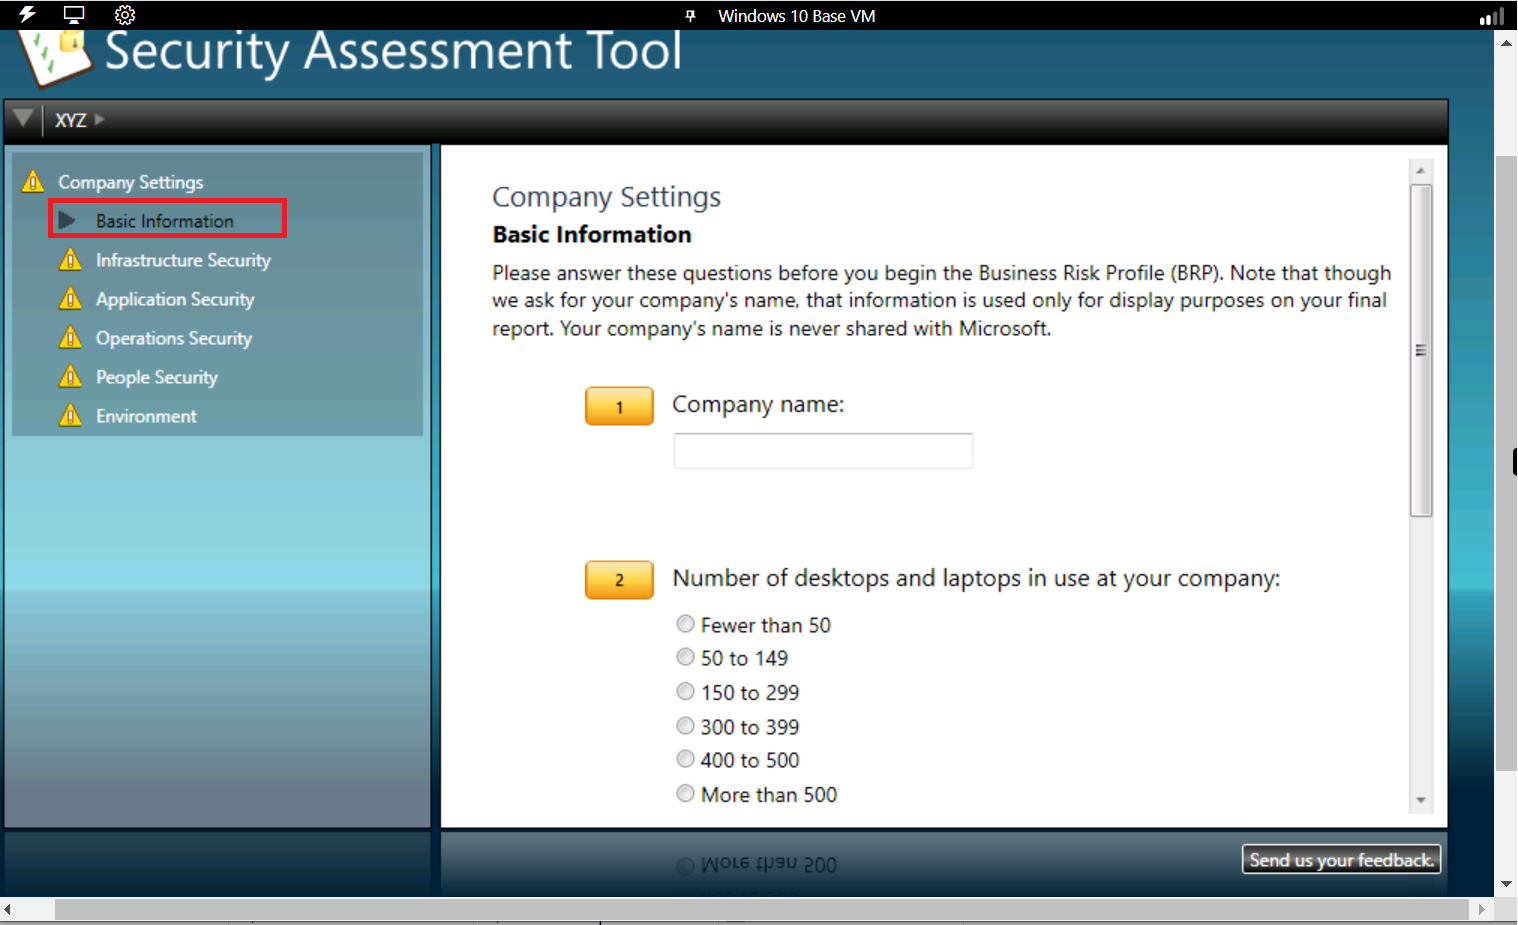 Windows 10 Base VM
Security Assessment Tool
XYZ
Company Settings
Basic Information
Infrastructure Security
Application Security
Operations Security
People Security
Environment
Company Settings
Basic Information
Please answer these questions before you begin the Business Risk Profile (BRP). Note that though
we ask for your company's name, that information is used only for display purposes on your final
report. Your company's name is never shared with Microsoft.
1 Company name:
2 Number of desktops and laptops in use at your company:
Fewer than 50
50 to 149
150 to 299
300 to 399
400 to 500
More than 500
More than 500
Send us your feedback.